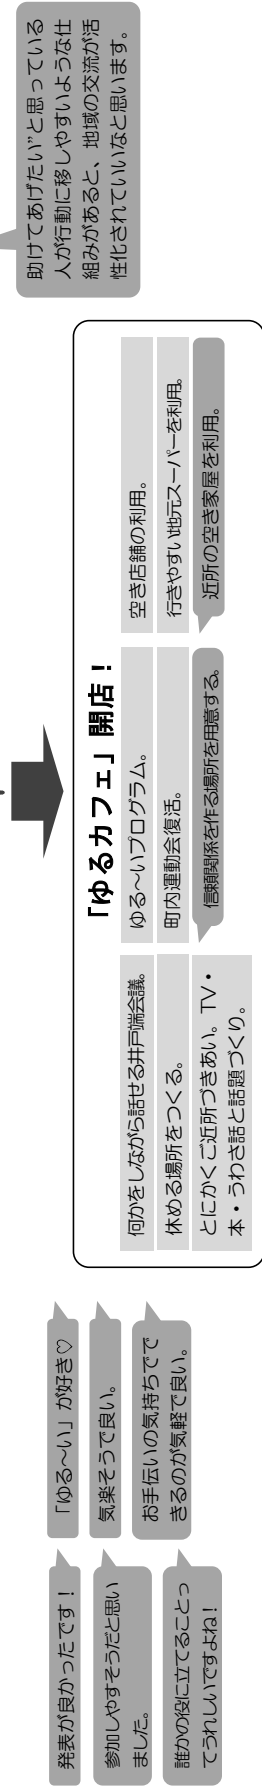 発表が良かったです！
参加しやすそうだと思い
ました。
誰かの役に立てることっ
てうれしいですよね！
「ゆる～い」が好き♡
気楽そうで良い。
お手伝いの気持ちでで
きるのが気軽で良い。
「ゆるカフェ」開店！
何かをしながら話せる井戸端会議。
休める場所をつくる。
とにかくご近所づきあい。TV・
本・うわさ話と話題づくり。
ゆる～いプログラム。
町内運動会復活。
信頼関係を作る場所を用意する。
空き店舗の利用。
行きやすい地元スーパーを利用。
近所の空き家屋を利用。
助けてあげたい”と思っている
人が行動に移しやすいような仕
組みがあると、地域の交流が活
性化されていいなと思います。